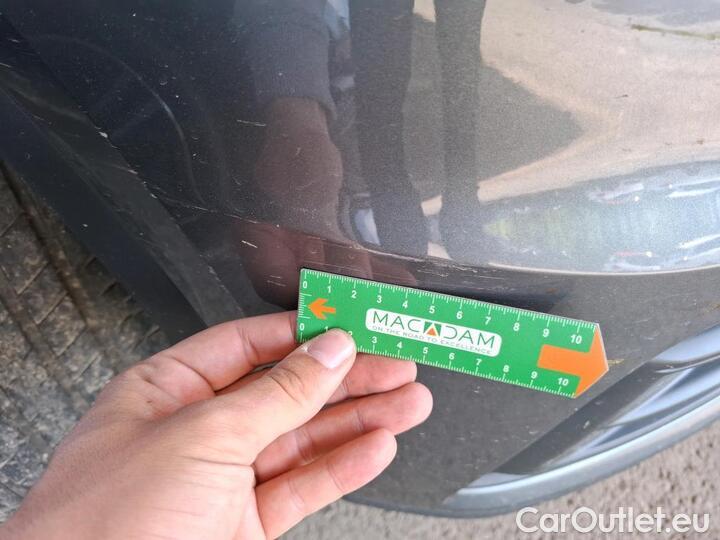 0 1 2 3 4 5 6 7 8 9 10
MACADAM
ON THE ROAD TO EXCELLENCE
0 1 2 3 4 5 6 7 8 9 10
CarOutlet.eu